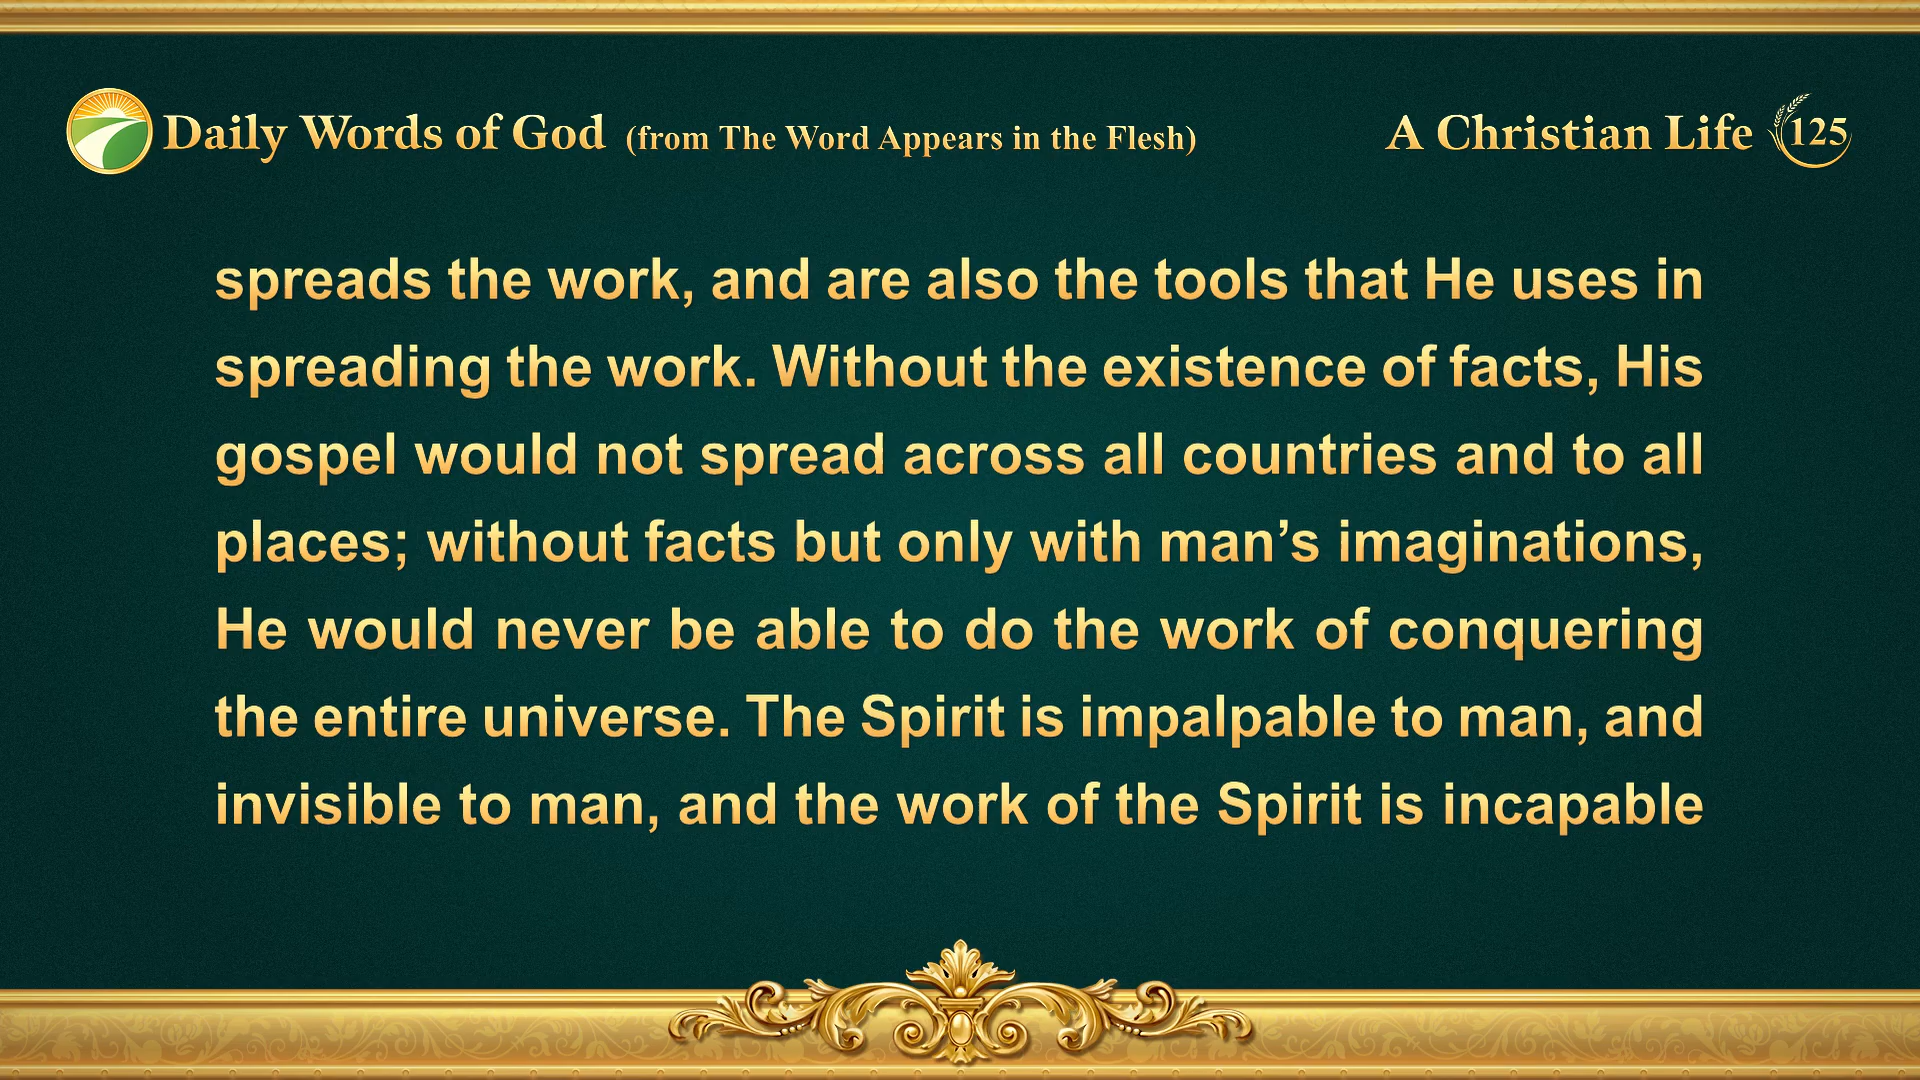 Daily Words of God (from The Word Appears in the Flesh) A Christian Life 125
spreads the work, and are also the tools that He uses in
spreading the work. Without the existence of facts, His
gospel would not spread across all countries and to all
places; without facts but only with man’s imaginations,
He would never be able to do the work of conquering
the entire universe. The Spirit is impalpable to man, and
invisible to man, and the work of the Spirit is incapable